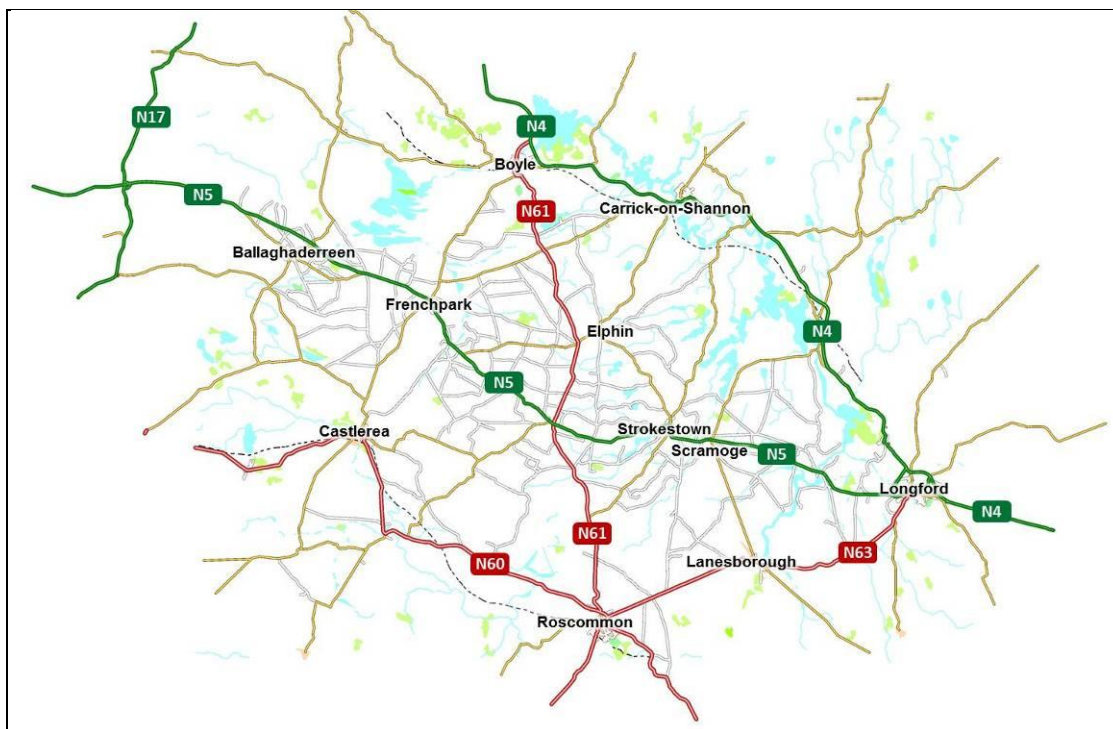 N17
N4
Boyle
N5
N61
Carrick-on-Shannon
Ballaghaderreen
Frenchpark
Elphin
N4
N5
Castlerea
Strokestown
Scramoge
N5
Longford
N4
N61
N63
N60
Lanesborough
Roscommon